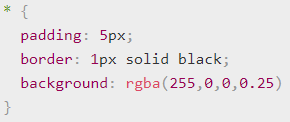 * {
  padding: 5px;
  border: 1px solid black;
  background: rgba(255,0,0,0.25)
}